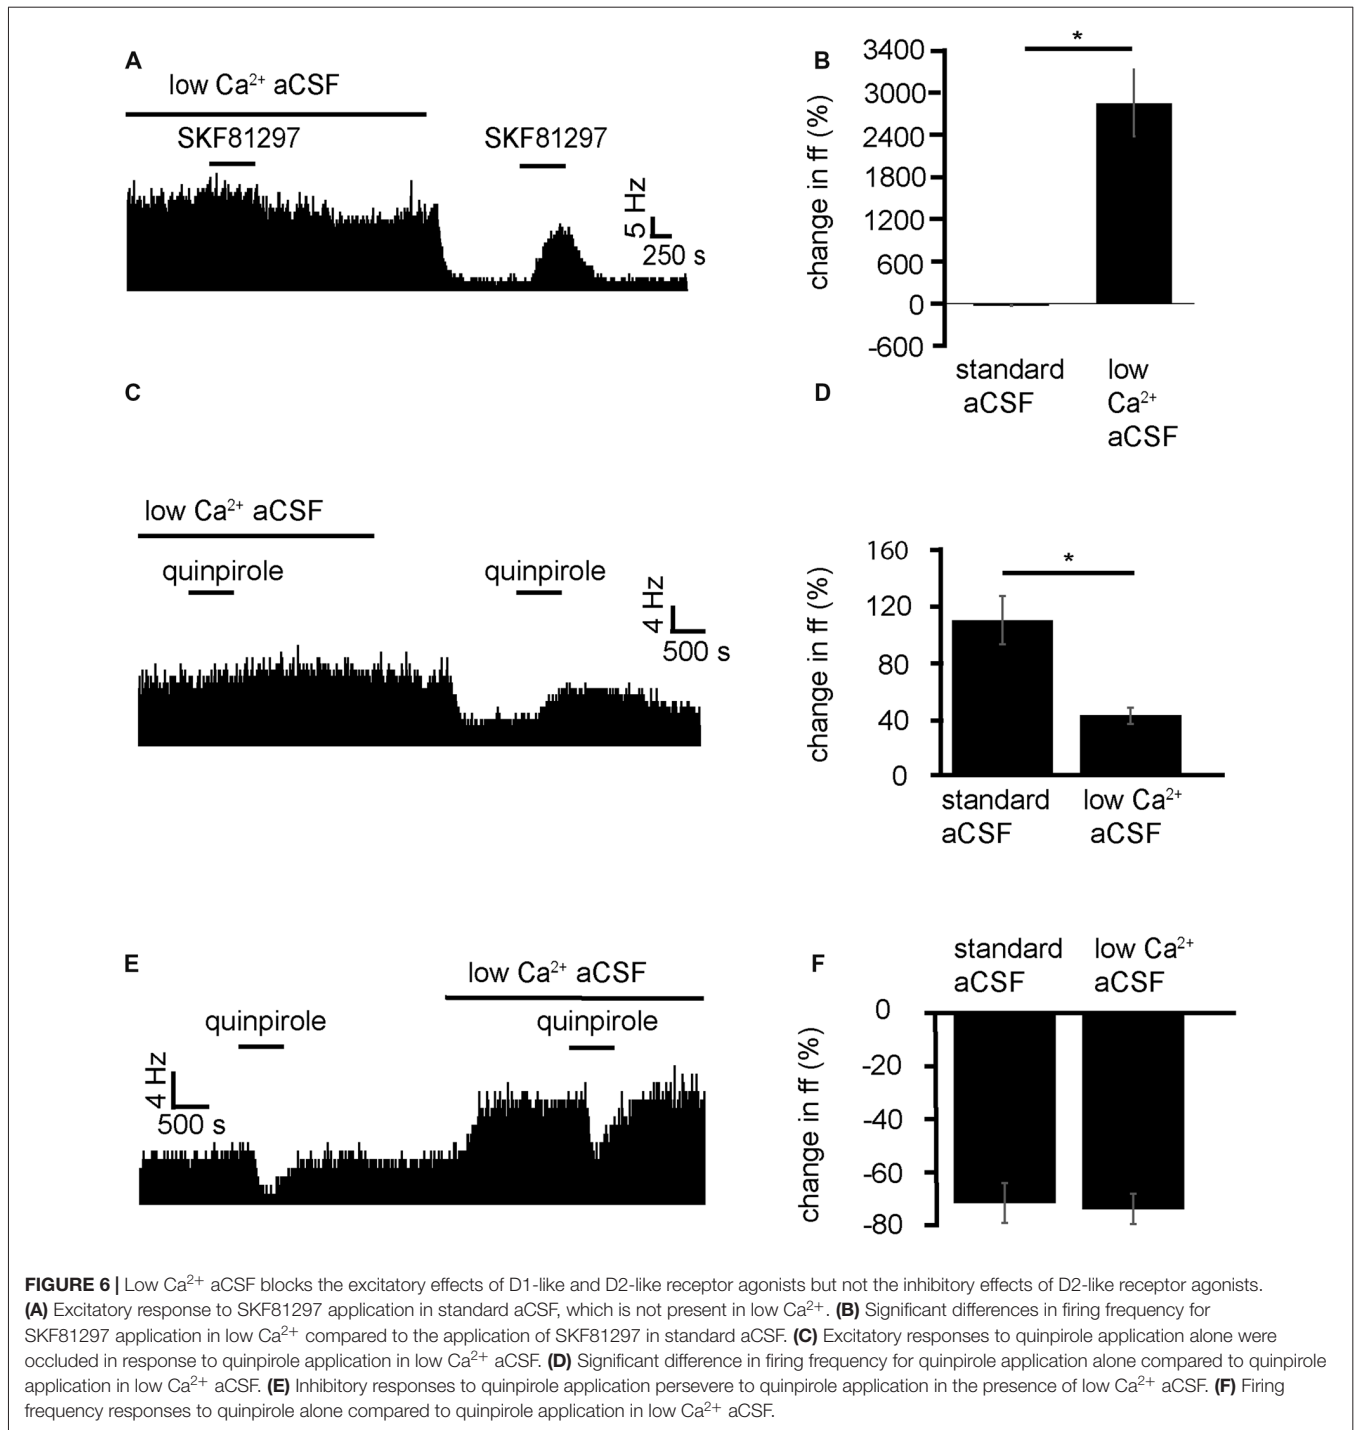 A
low Ca²⁺ aCSF
SKF81297
SKF81297
5 Hz
250 s
B
*
change in ff (%)
3400
3000
2400
1800
1200
600
0
-600
standard
aCSF
low
Ca²⁺
aCSF
C
low Ca²⁺ aCSF
quinpirole
quinpirole
4 Hz
500 s
D
*
change in ff (%)
160
120
80
40
0
standard
aCSF
low Ca²⁺
aCSF
E
low Ca²⁺ aCSF
quinpirole
quinpirole
4 Hz
500 s
F
standard
aCSF
low Ca²⁺
aCSF
change in ff (%)
0
-20
-40
-60
-80
FIGURE 6 | Low Ca²⁺ aCSF blocks the excitatory effects of D1-like and D2-like receptor agonists but not the inhibitory effects of D2-like receptor agonists.
(A) Excitatory response to SKF81297 application in standard aCSF, which is not present in low Ca²⁺. (B) Significant differences in firing frequency for
SKF81297 application in low Ca²⁺ compared to the application of SKF81297 in standard aCSF. (C) Excitatory responses to quinpirole application alone were
occluded in response to quinpirole application in low Ca²⁺ aCSF. (D) Significant difference in firing frequency for quinpirole application alone compared to quinpirole
application in low Ca²⁺ aCSF. (E) Inhibitory responses to quinpirole application persevere to quinpirole application in the presence of low Ca²⁺ aCSF. (F) Firing
frequency responses to quinpirole alone compared to quinpirole application in low Ca²⁺ aCSF.